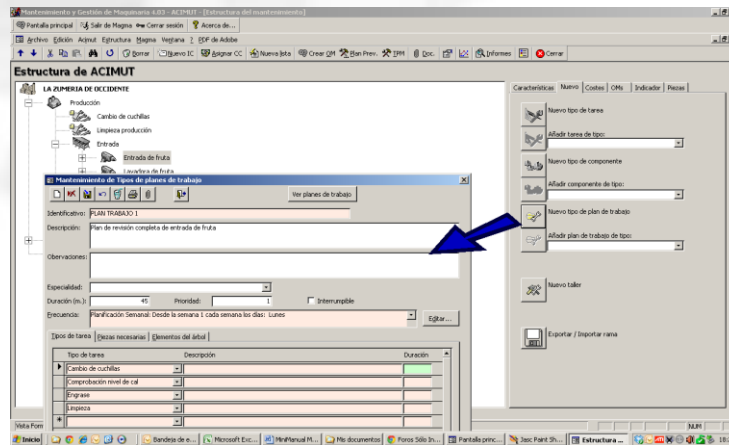 Mantenimiento y Gestión de Maquinaria 4.03 - ACIMUT - [Estructura del mantenimiento]
Pantalla principal Salir de Magma Cerrar sesión Acerca de...
Archivo Edición Acimut Estructura Magma Ventana ? PDF de Adobe
Borrar Nuevo IC Asignar CC Nueva lista Crear OM Plan Prev. TPM Doc. Informes Cerrar
Estructura de ACIMUT
LA ZUMERIA DE OCCIDENTE
Producción
Cambio de cuchillas
Limpieza producción
Entrada
Entrada de fruta
Lavadora de fruta
Características Nuevo Costes OMs Indicador Piezas
Nuevo tipo de tarea
Añadir tarea de tipo:
Nuevo tipo de componente
Añadir componente de tipo:
Nuevo tipo de plan de trabajo
Añadir plan de trabajo de tipo:
Nuevo taller
Exportar / Importar rama
Mantenimiento de Tipos de planes de trabajo
Ver planes de trabajo
Identificativo: PLAN TRABAJO 1
Descripción: Plan de revisión completa de entrada de fruta
Obervaciones:
Especialidad:
Duración (m.): 45 Prioridad: 1 Interrumpible
Frecuencia: Planificación Semanal: Desde la semana 1 cada semana los días: Lunes
Editar...
Tipos de tarea Piezas necesarias Elementos del árbol
Tipo de tarea Descripción Duración
Cambio de cuchillas
Comprobación nivel de cal
Engrase
Limpieza
Vista Form
NUM
Inicio Bandeja de e... Microsoft Exc... MiniManual M... Mis documentos Foros Sólo In... Pantalla princ... Jasc Paint Sh... Estructura ...